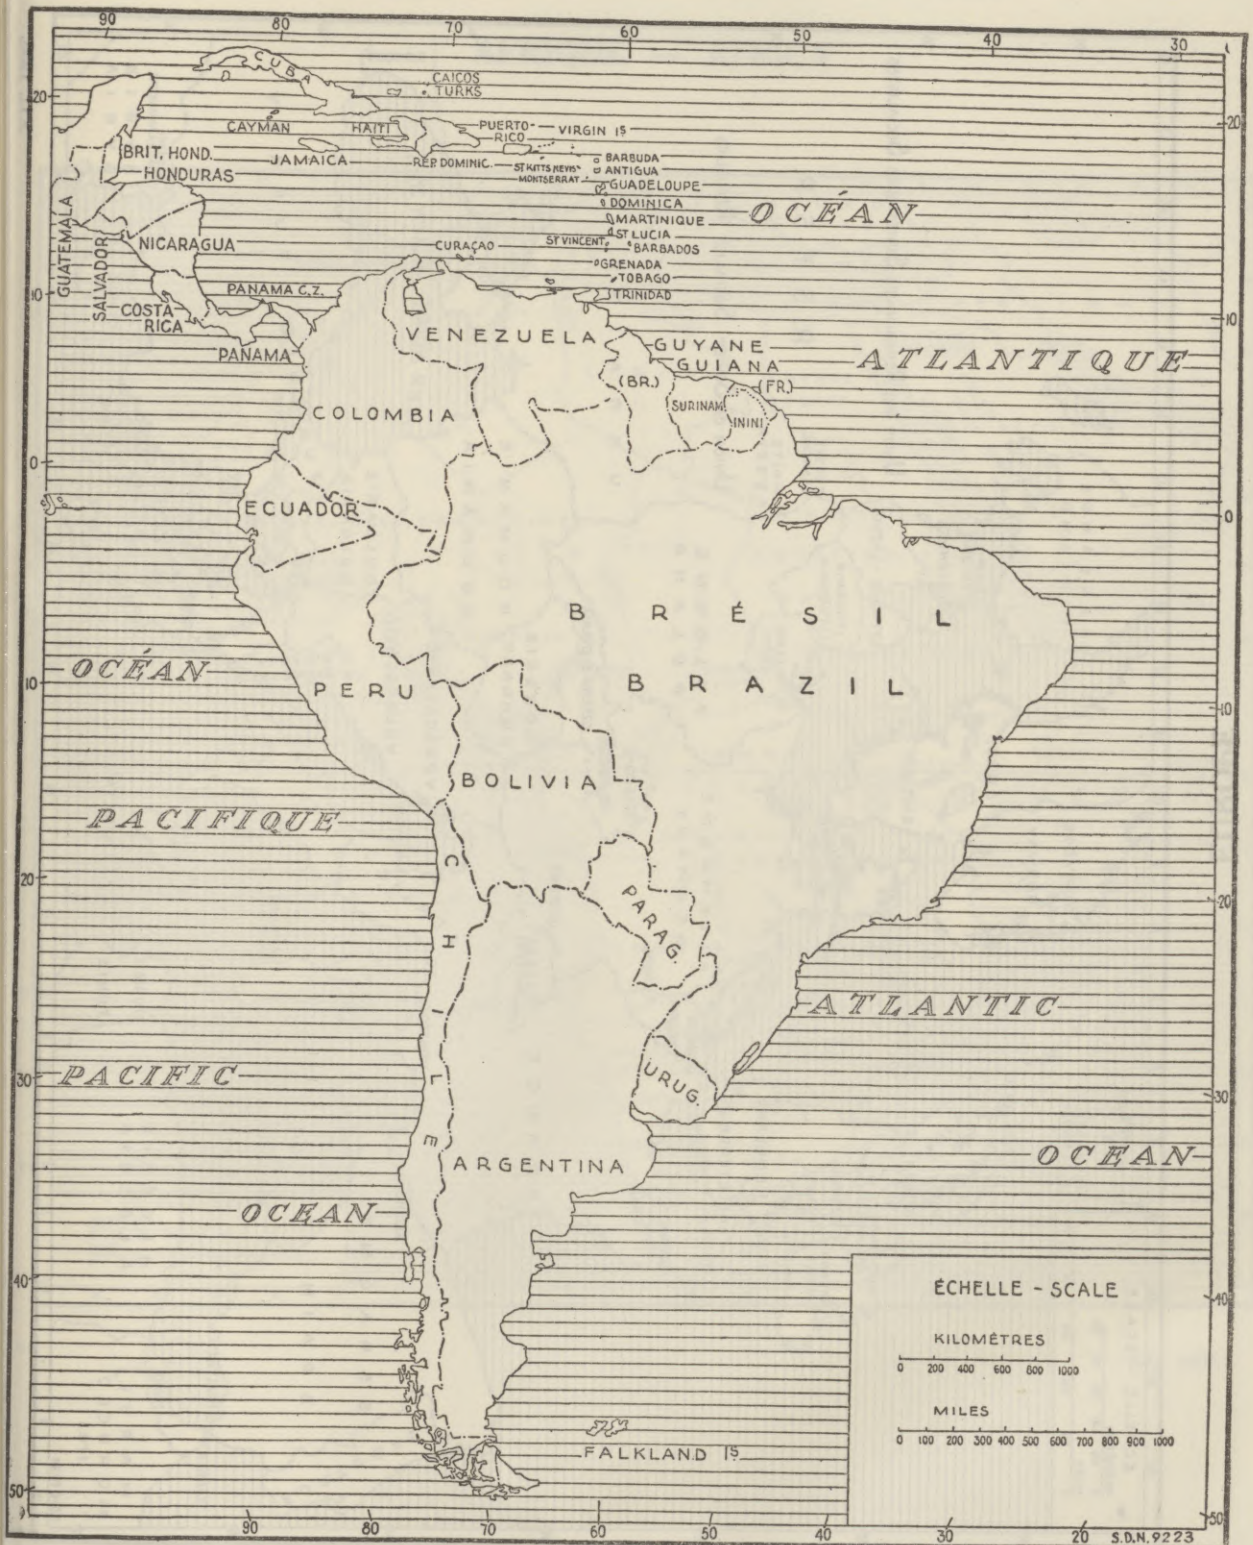 90 80 70 60 50 40 30
CUBA
CAICOS
TURKS
20
20
CAYMAN
HAITI
PUERTO-
RICO
VIRGIN IS
BRIT. HOND.
JAMAICA
REP. DOMINIC.
ST KITTS NEVIS
BARBUDA
ANTIGUA
HONDURAS
MONTSERRAT
GUADELOUPE
DOMINICA
OCÉAN
MARTINIQUE
ST LUCIA
GUATEMALA
SALVADOR
NICARAGUA
CURAÇAO
ST VINCENT
BARBADOS
GRENADA
TOBAGO
10
PANAMA C.Z.
TRINIDAD
COSTA
RICA
10
VENEZUELA
GUYANE
PANAMA
GUIANA
ATLANTIQUE
(BR.)
(FR.)
COLOMBIA
SURINAM
ININI
0
ECUADOR
0
BRÉSIL
OCÉAN
10
PERU
BRAZIL
10
BOLIVIA
PACIFIQUE
CHILE
20
PARAG.
20
ATLANTIC
30
PACIFIC
URUG.
30
ARGENTINA
OCEAN
OCEAN
40
ÉCHELLE - SCALE
40
KILOMÈTRES
0 200 400 600 800 1000
MILES
0 100 200 300 400 500 600 700 800 900 1000
FALKLAND IS
50
50
90 80 70 60 50 40 30 20
S.D.N. 9223